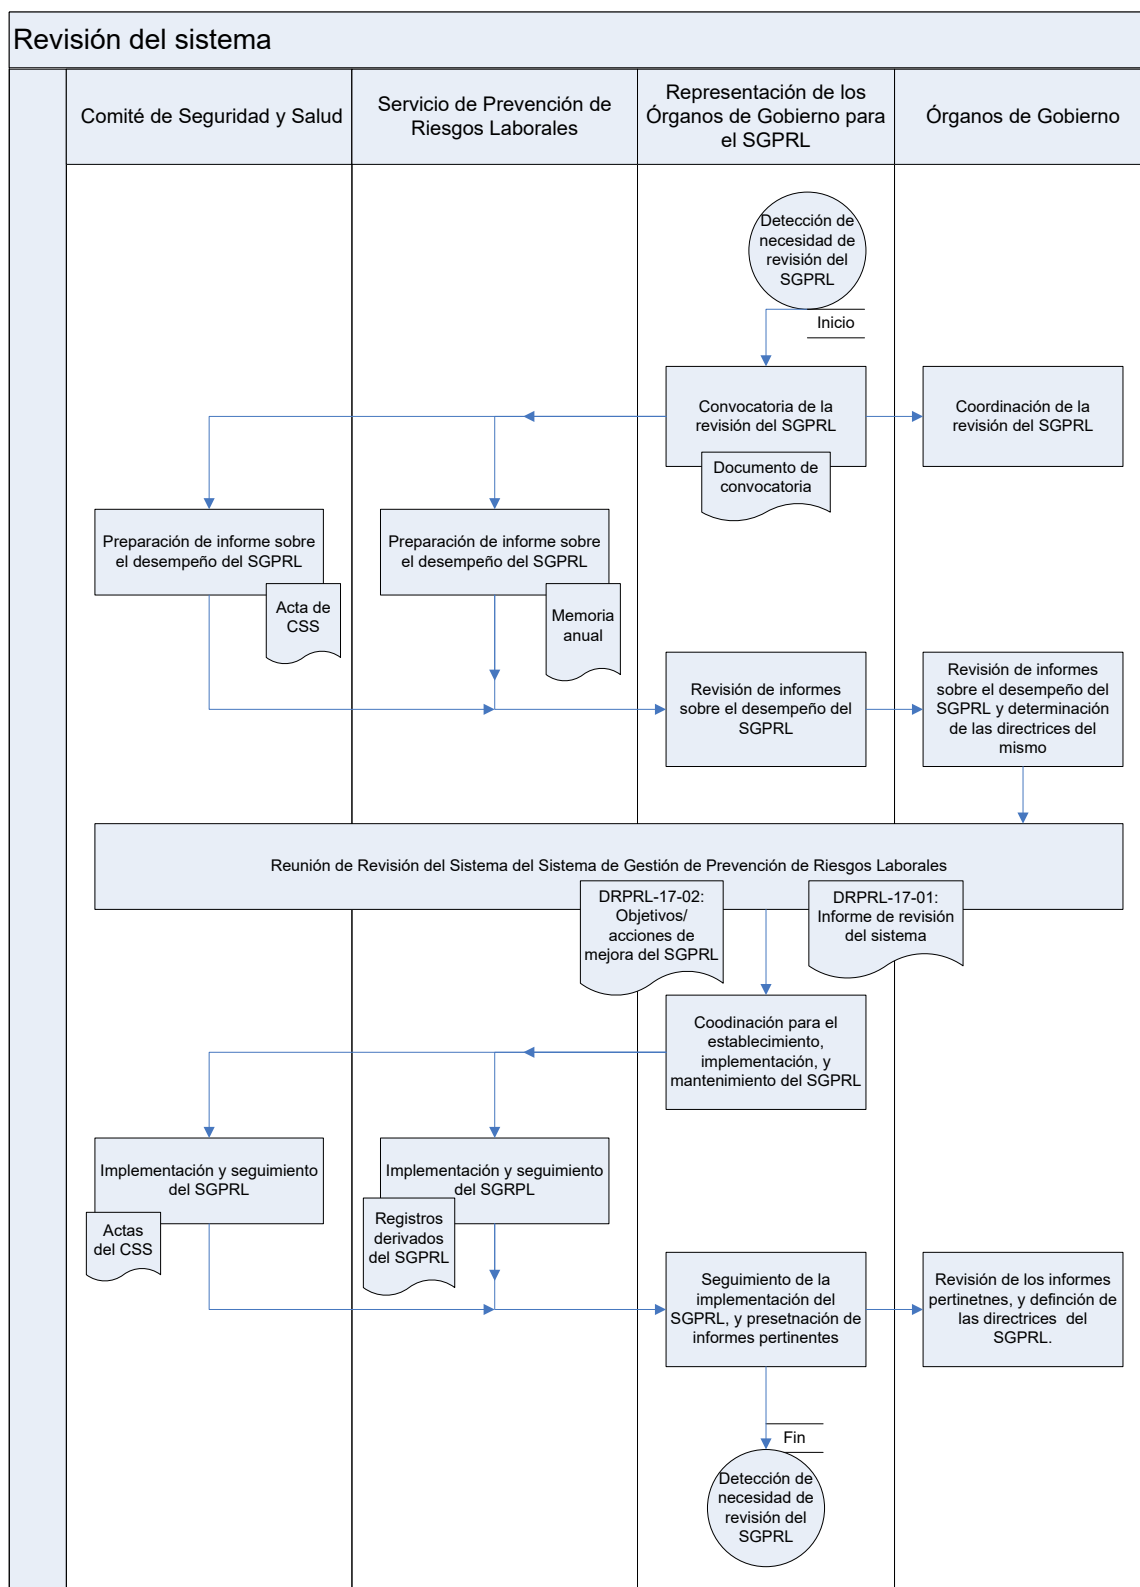 Revisión del sistema
Comité de Seguridad y Salud
Servicio de Prevención de
Riesgos Laborales
Representación de los
Órganos de Gobierno para
el SGPRL
Órganos de Gobierno
Detección de
necesidad de
revisión del
SGPRL
Inicio
Convocatoria de la
revisión del SGPRL
Coordinación de la
revisión del SGPRL
Documento de
convocatoria
Preparación de informe sobre
el desempeño del SGPRL
Preparación de informe sobre
el desempeño del SGPRL
Acta de
CSS
Memoria
anual
Revisión de informes
sobre el desempeño del
SGPRL
Revisión de informes
sobre el desempeño del
SGPRL y determinación
de las directrices del
mismo
Reunión de Revisión del Sistema del Sistema de Gestión de Prevención de Riesgos Laborales
DRPRL-17-02:
Objetivos/
acciones de
mejora del SGPRL
DRPRL-17-01:
Informe de revisión
del sistema
Coodinación para el
establecimiento,
implementación, y
mantenimiento del SGPRL
Implementación y seguimiento
del SGPRL
Implementación y seguimiento
del SGRPL
Actas
del CSS
Registros
derivados
del SGPRL
Seguimiento de la
implementación del
SGPRL, y presetnación de
informes pertinentes
Revisión de los informes
pertinetnes, y definción de
las directrices  del
SGPRL.
Fin
Detección de
necesidad de
revisión del
SGPRL